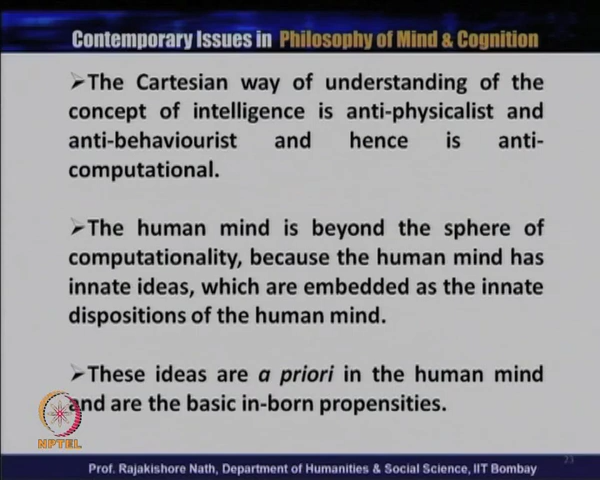 Contemporary Issues in Philosophy of Mind & Cognition
➢The Cartesian way of understanding of the
concept of intelligence is anti-physicalist and
anti-behaviourist and hence is anti-
computational.
➢The human mind is beyond the sphere of
computationality, because the human mind has
innate ideas, which are embedded as the innate
dispositions of the human mind.
➢These ideas are a priori in the human mind
and are the basic in-born propensities.
NPTEL
23
Prof. Rajakishore Nath, Department of Humanities & Social Science, IIT Bombay